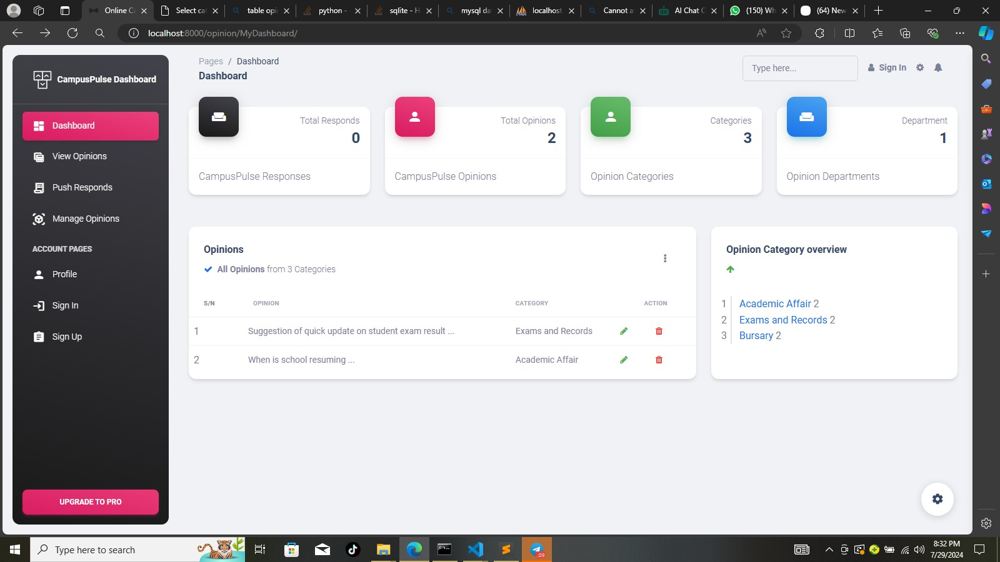 Online Ca
Select cat
table opi
python -
sqlite - H
mysql da
localhost
Cannot a
AI Chat C
(150) Wh
(64) New
localhost:8000/opinion/MyDashboard/
CampusPulse Dashboard
Dashboard
View Opinions
Push Responds
Manage Opinions
ACCOUNT PAGES
Profile
Sign In
Sign Up
UPGRADE TO PRO
Pages / Dashboard
Dashboard
Type here...
Sign In
Total Responds
0
CampusPulse Responses
Total Opinions
2
CampusPulse Opinions
Categories
3
Opinion Categories
Department
1
Opinion Departments
Opinions
All Opinions from 3 Categories
S/N OPINION CATEGORY ACTION
1 Suggestion of quick update on student exam result ... Exams and Records
2 When is school resuming ... Academic Affair
Opinion Category overview
1 Academic Affair 2
2 Exams and Records 2
3 Bursary 2
Type here to search
.09
8:32 PM
7/29/2024